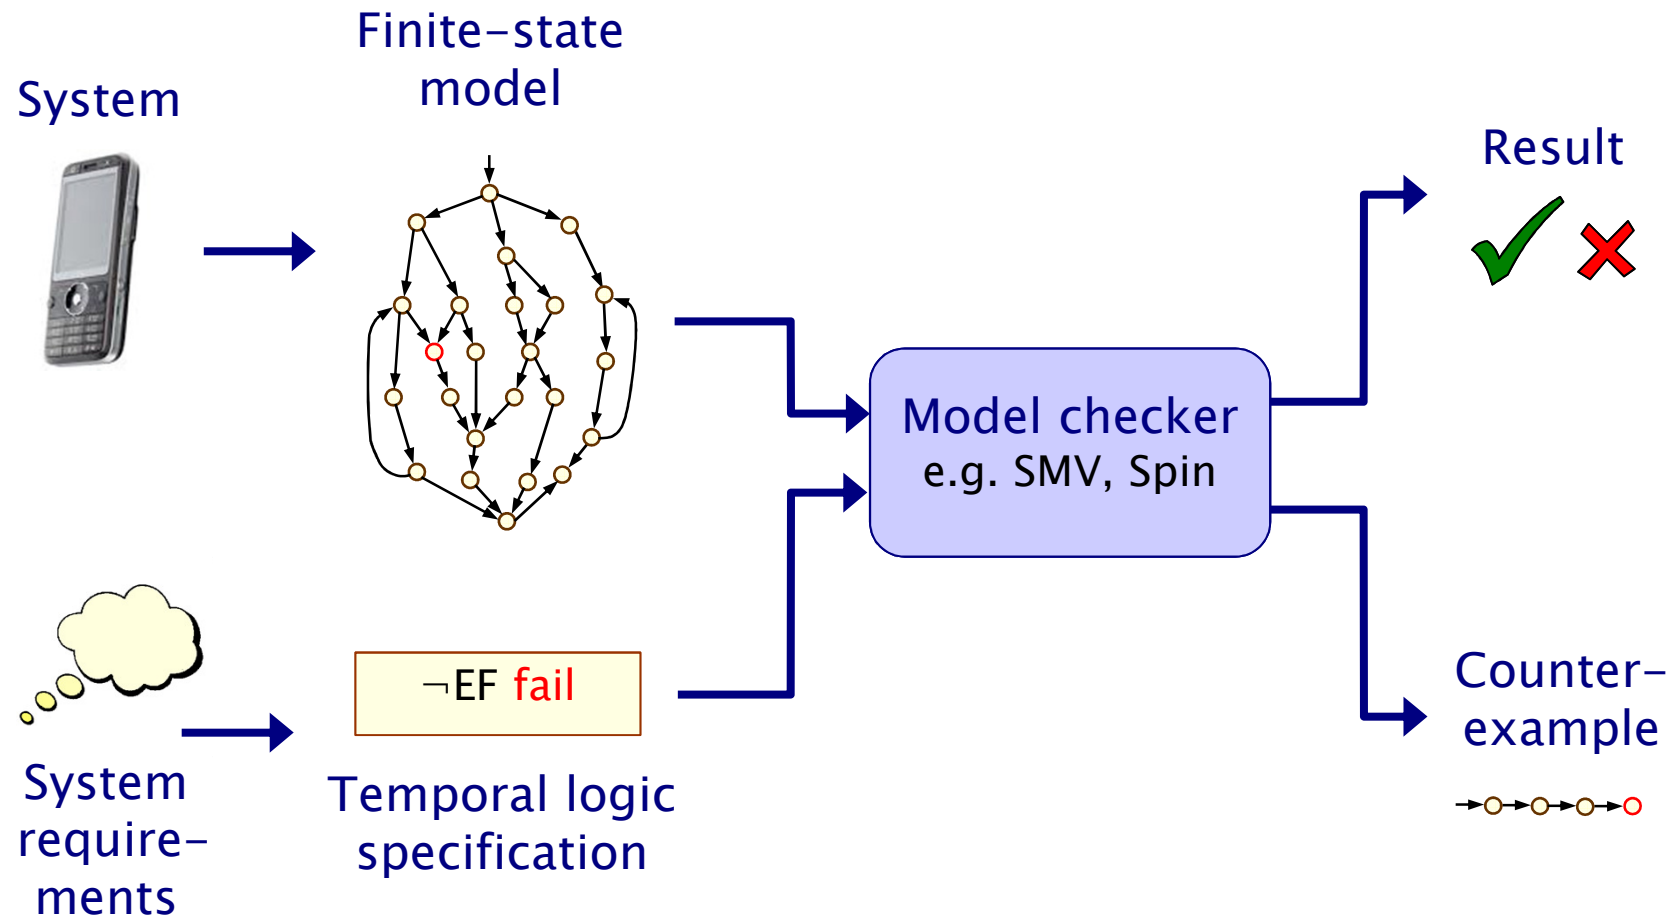 System
Finite-state
model
Result
Model checker
e.g. SMV, Spin
¬EF fail
System
require-
ments
Temporal logic
specification
Counter-
example